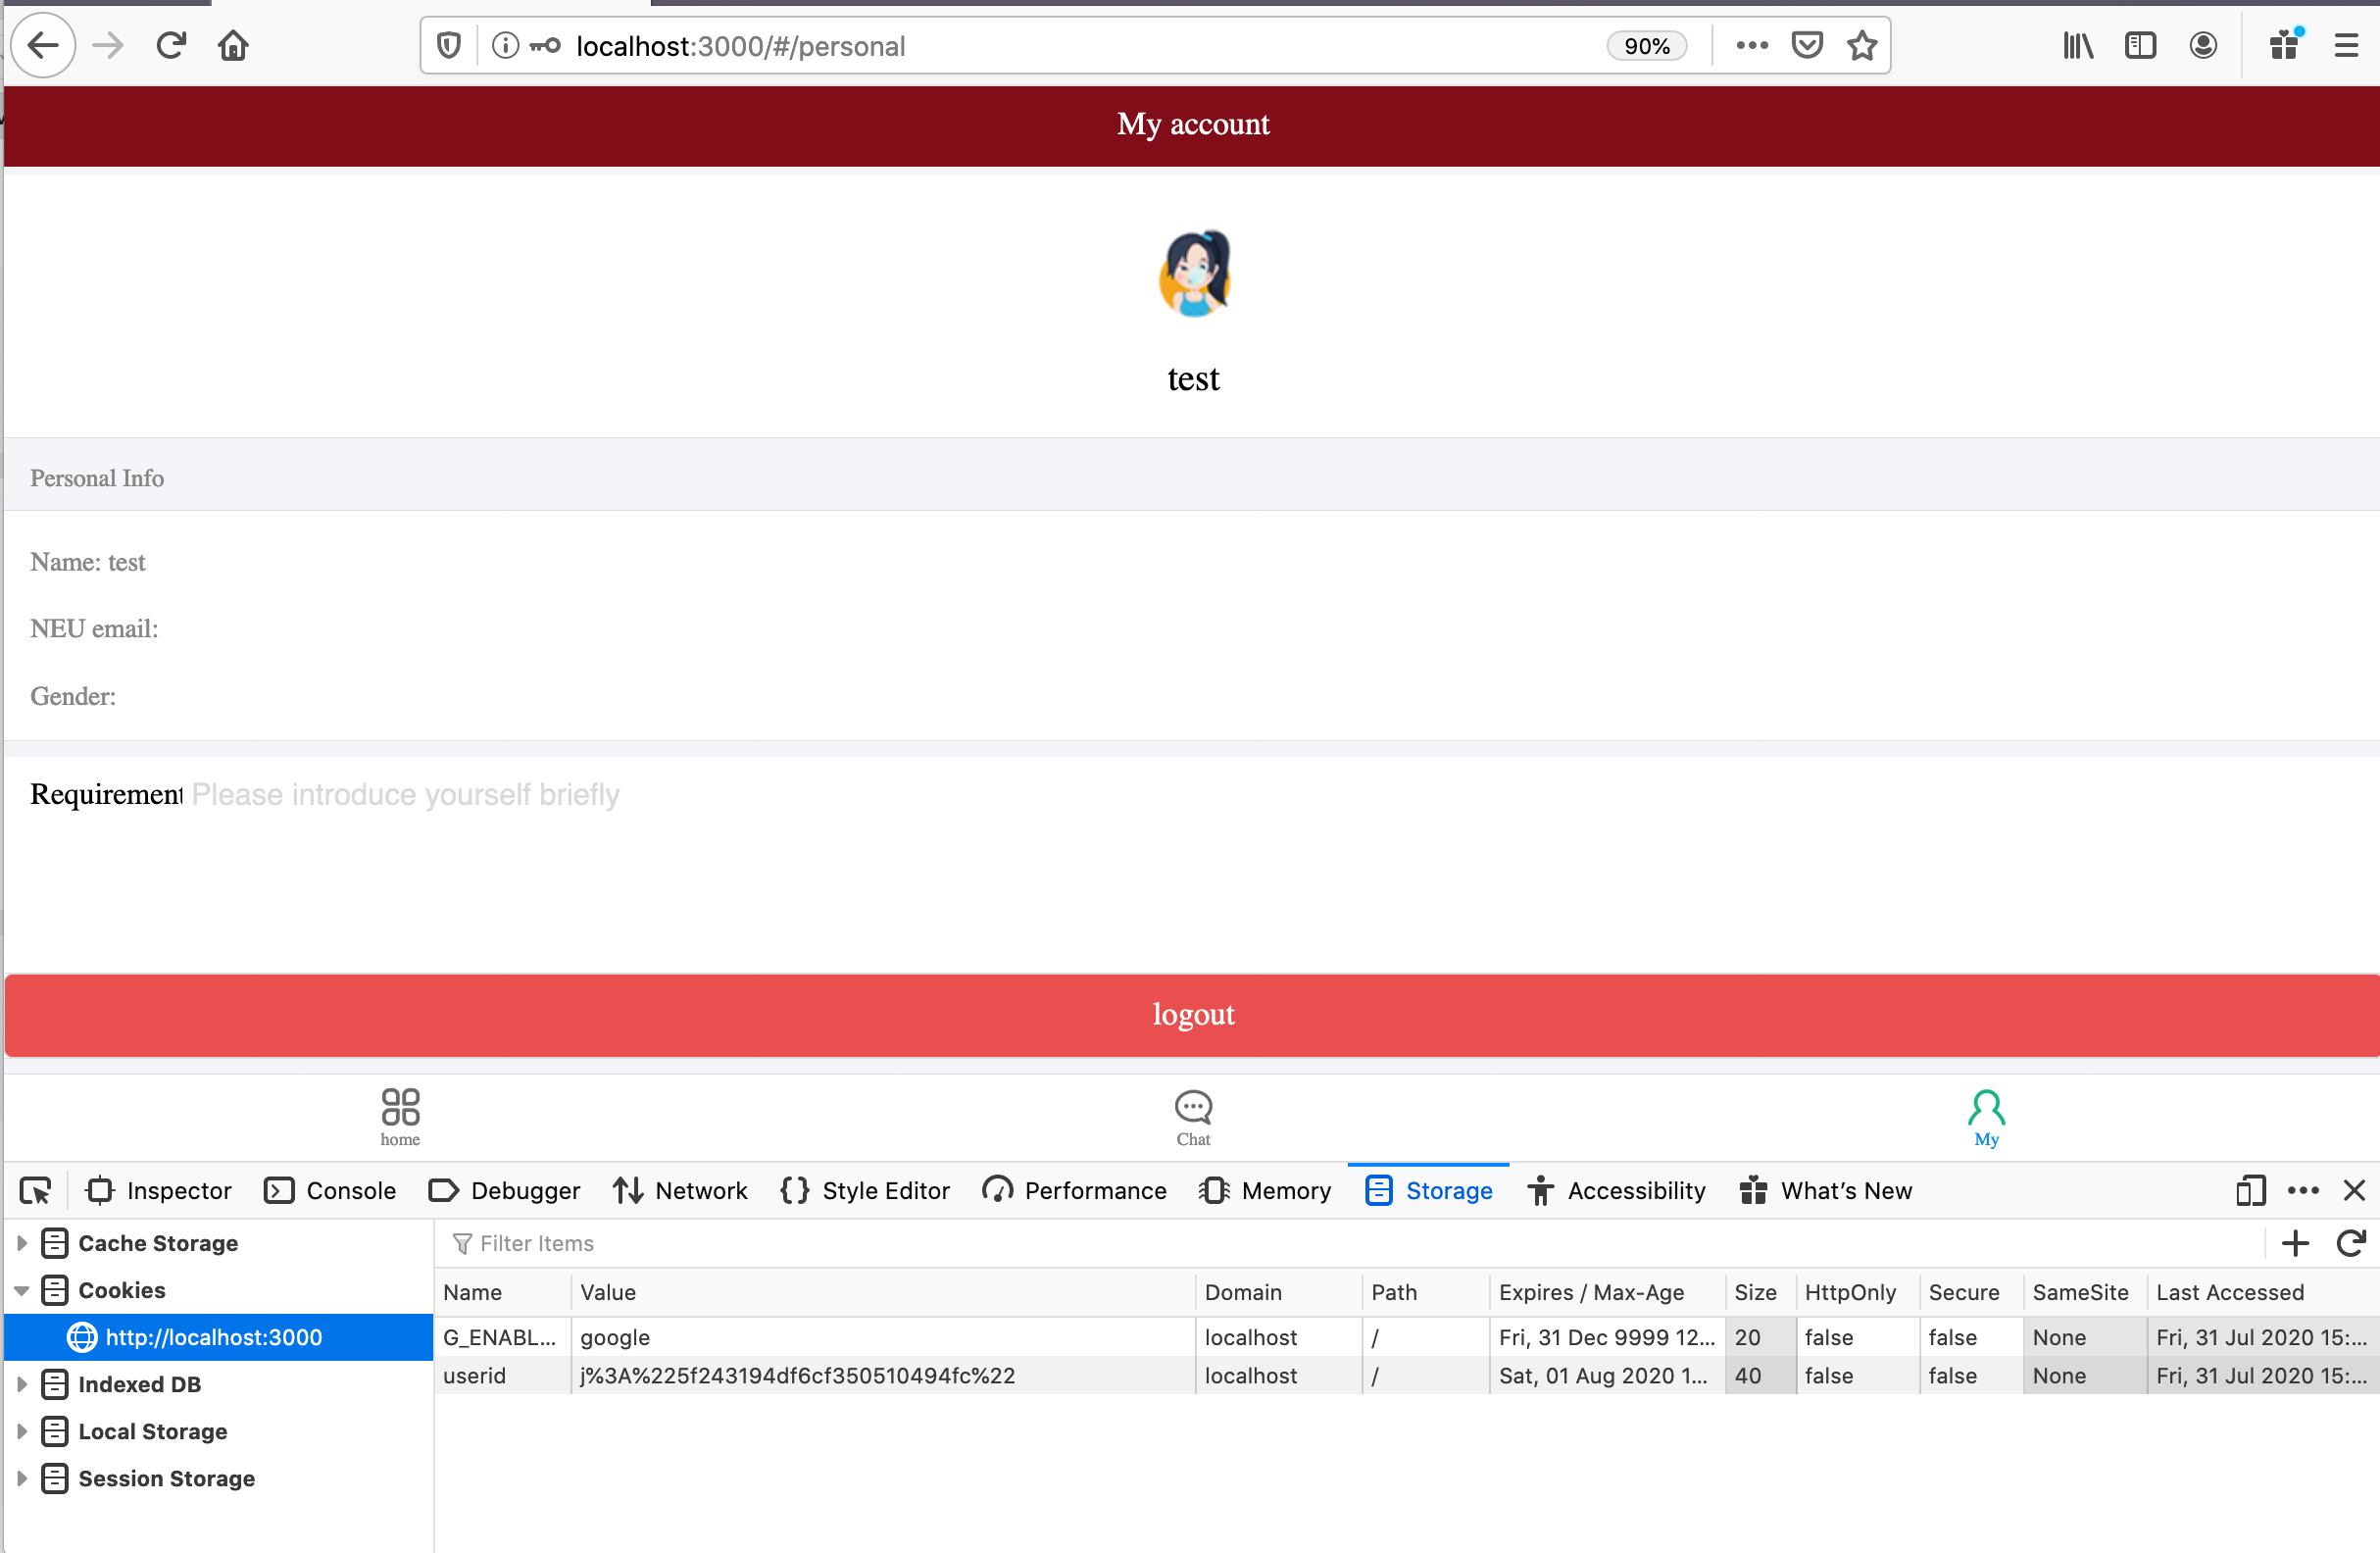 localhost:3000/#/personal 90%
My account
test
Personal Info
Name: test
NEU email:
Gender:
Requirement Please introduce yourself briefly
logout
home Chat My
Inspector Console Debugger Network Style Editor Performance Memory Storage Accessibility What's New
Cache Storage
Cookies
http://localhost:3000
Indexed DB
Local Storage
Session Storage
Filter Items
Name Value Domain Path Expires / Max-Age Size HttpOnly Secure SameSite Last Accessed
G_ENABL... google localhost / Fri, 31 Dec 9999 12... 20 false false None Fri, 31 Jul 2020 15:...
userid j%3A%225f243194df6cf350510494fc%22 localhost / Sat, 01 Aug 2020 1... 40 false false None Fri, 31 Jul 2020 15:...